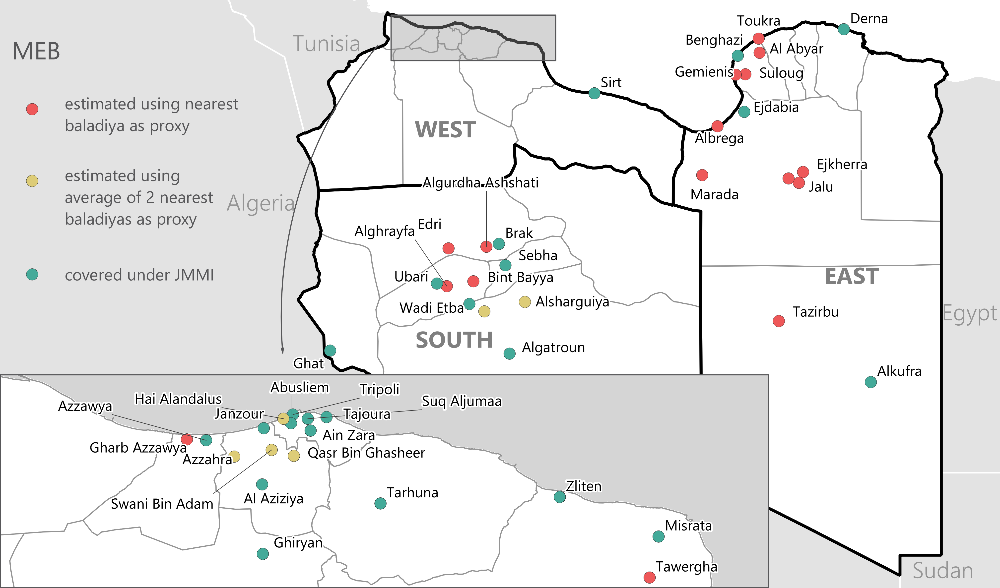 MEB
estimated using nearest
baladiya as proxy
estimated using
average of 2 nearest
baladiyas as proxy
covered under JMMI
Tunisia
Algeria
Egypt
Sudan
WEST
SOUTH
EAST
Toukra
Derna
Benghazi
Al Abyar
Gemienis
Suloug
Sirt
Ejdabia
Albrega
Ejkherra
Jalu
Marada
Algurdha Ashshati
Edri
Alghrayfa
Brak
Sebha
Ubari
Bint Bayya
Wadi Etba
Alsharguiya
Tazirbu
Algatroun
Ghat
Alkufra
Abusliem
Tripoli
Hai Alandalus
Suq Aljumaa
Azzawya
Janzour
Tajoura
Ain Zara
Gharb Azzawya
Qasr Bin Ghasheer
Azzahra
Zliten
Tarhuna
Al Aziziya
Swani Bin Adam
Misrata
Ghiryan
Tawergha